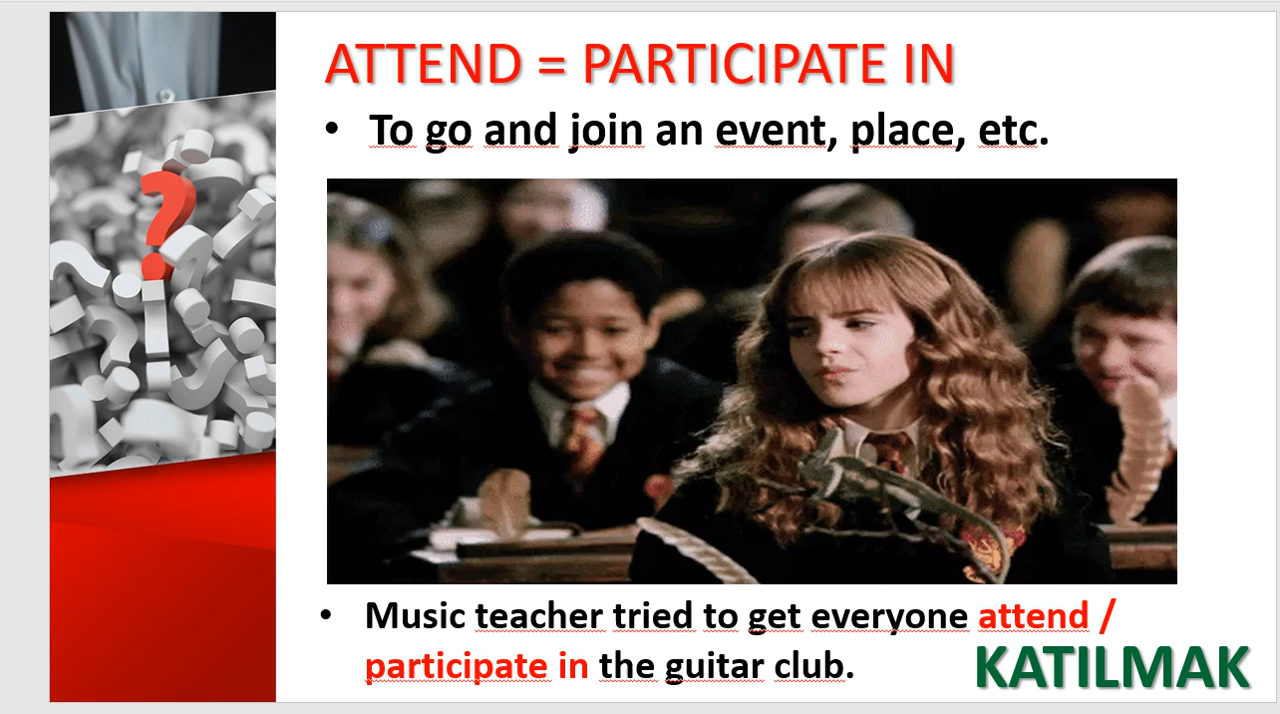 ATTEND = PARTICIPATE IN
• To go and join an event, place, etc.
• Music teacher tried to get everyone attend /
participate in the guitar club.
KATILMAK